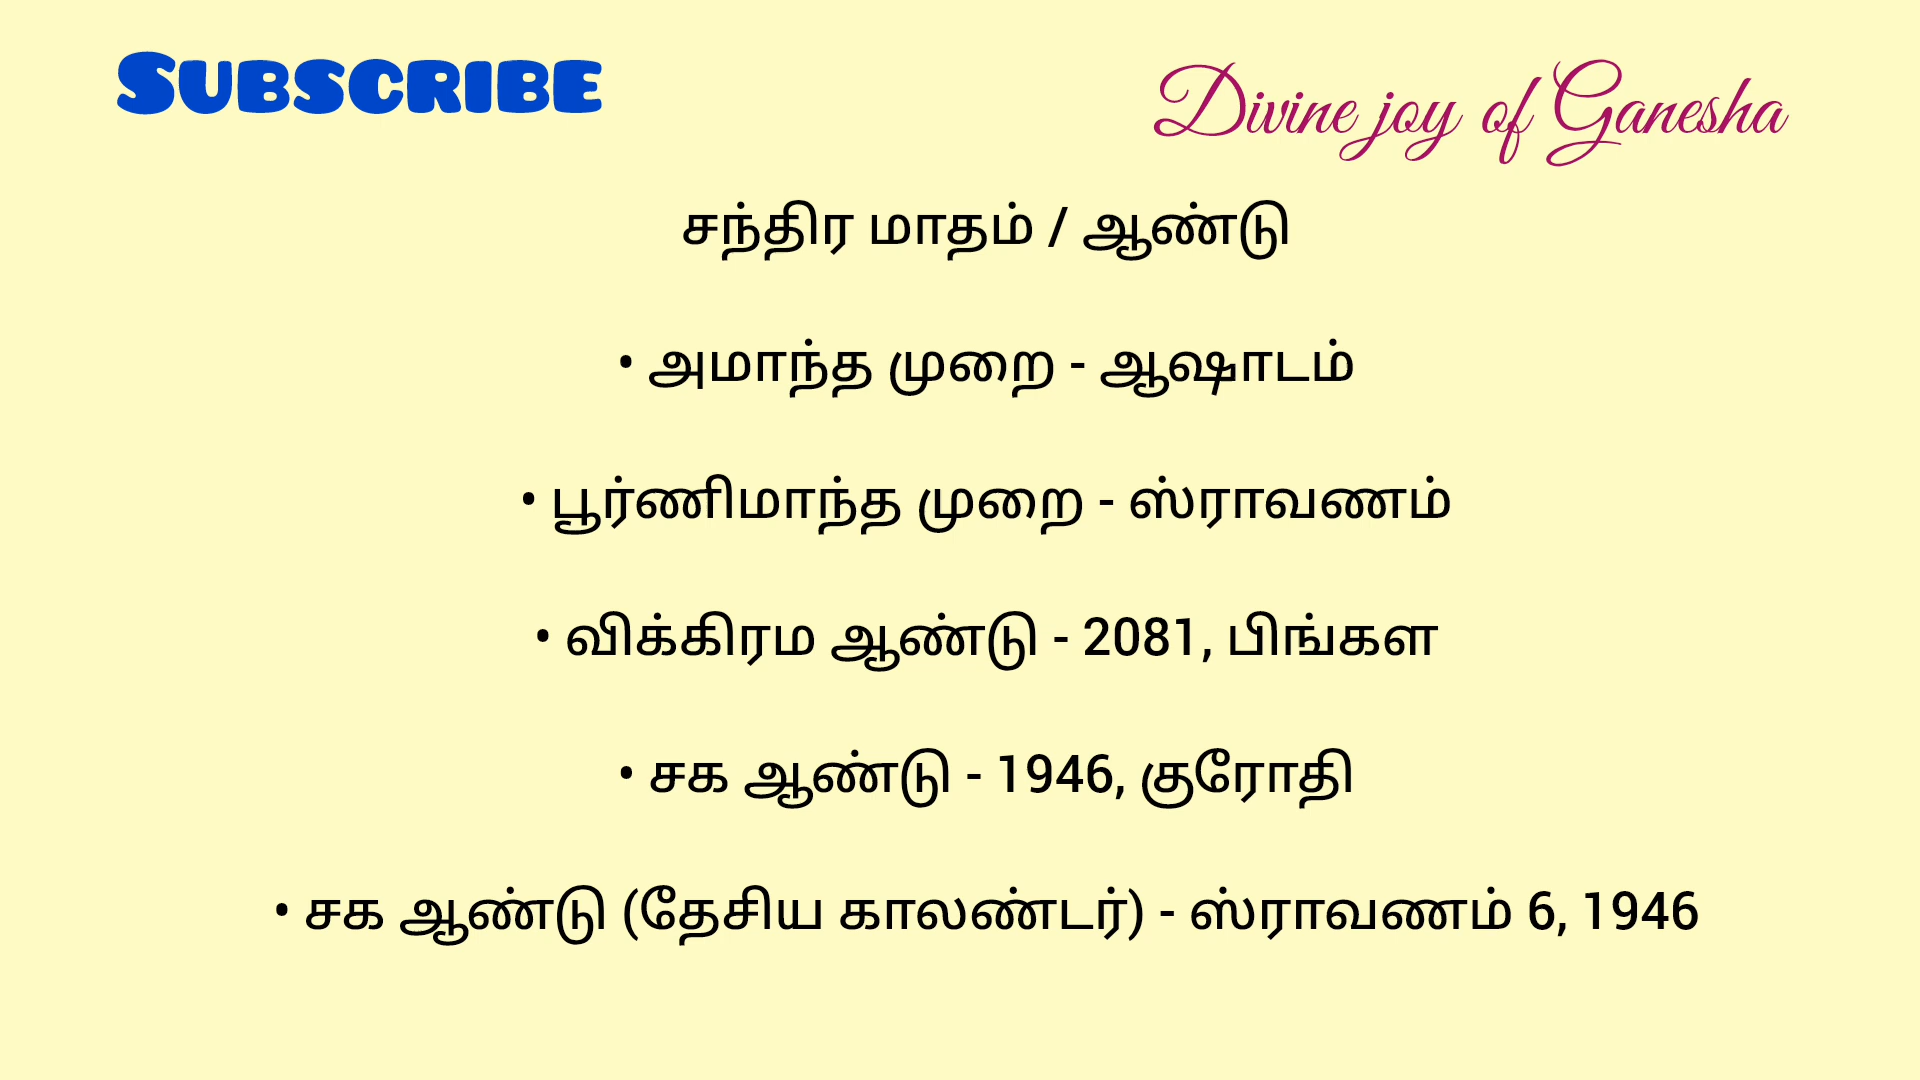 SUBSCRIBE
Divine joy of Ganesha
சந்திர மாதம் / ஆண்டு
• அமாந்த முறை - ஆஷாடம்
• பூர்ணிமாந்த முறை - ஸ்ராவணம்
• விக்கிரம ஆண்டு - 2081, பிங்கள
• சக ஆண்டு - 1946, குரோதி
• சக ஆண்டு (தேசிய காலண்டர்) - ஸ்ராவணம் 6, 1946